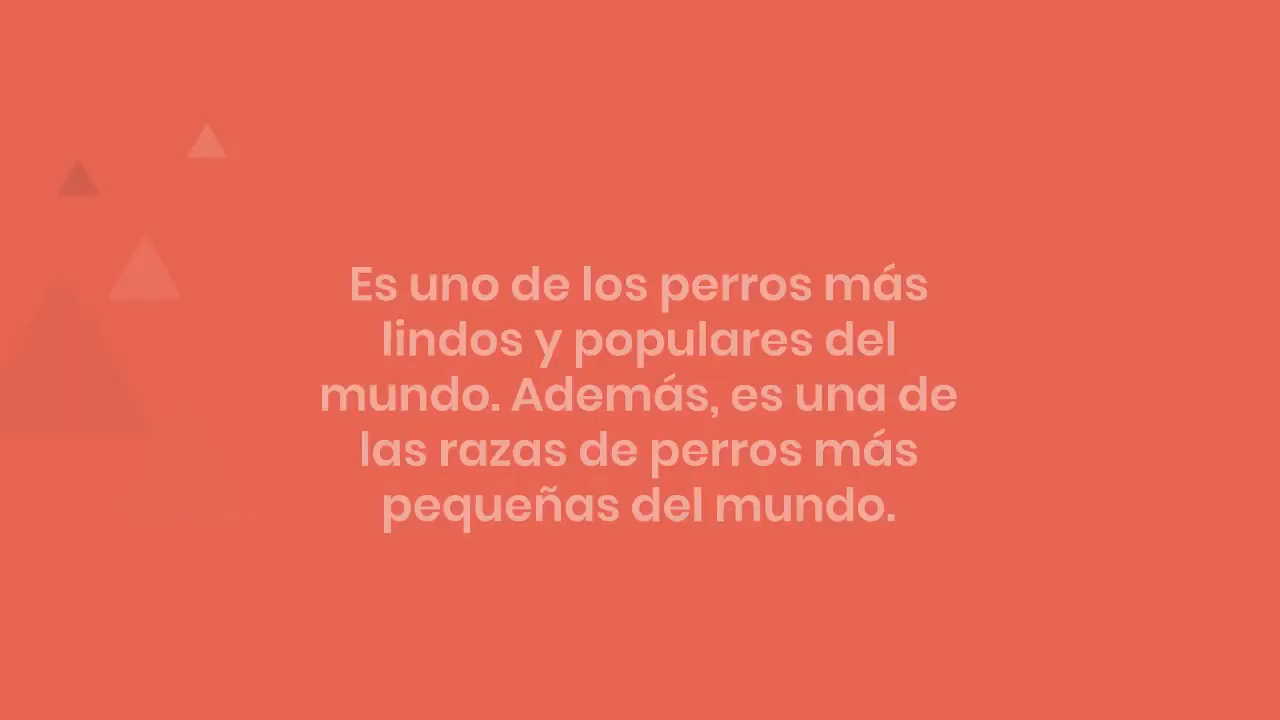 Es uno de los perros más
lindos y populares del
mundo. Además, es una de
las razas de perros más
pequeñas del mundo.